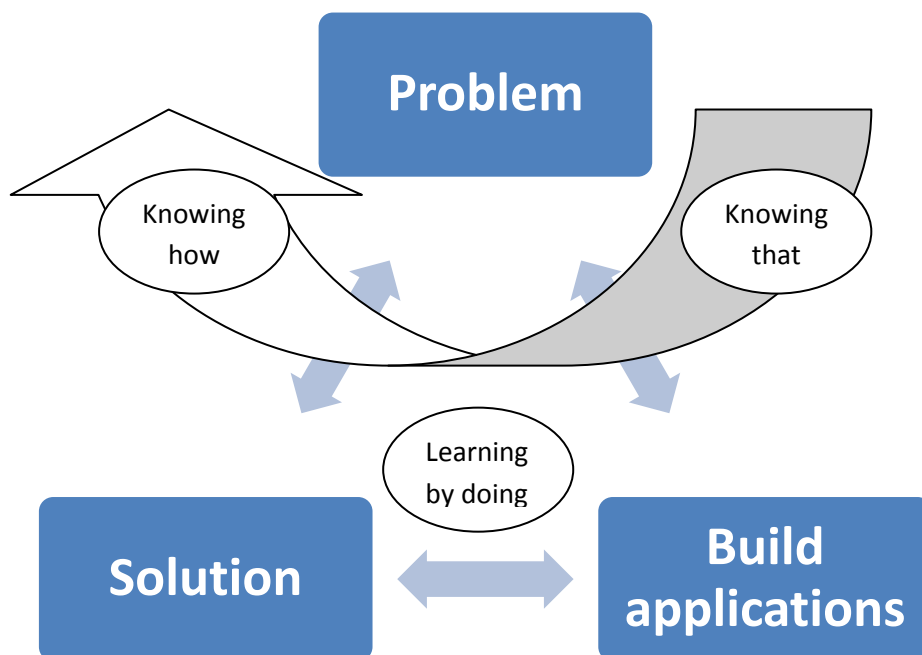 Problem
Knowing
how
Knowing
that
Learning
by doing
Solution
Build
applications